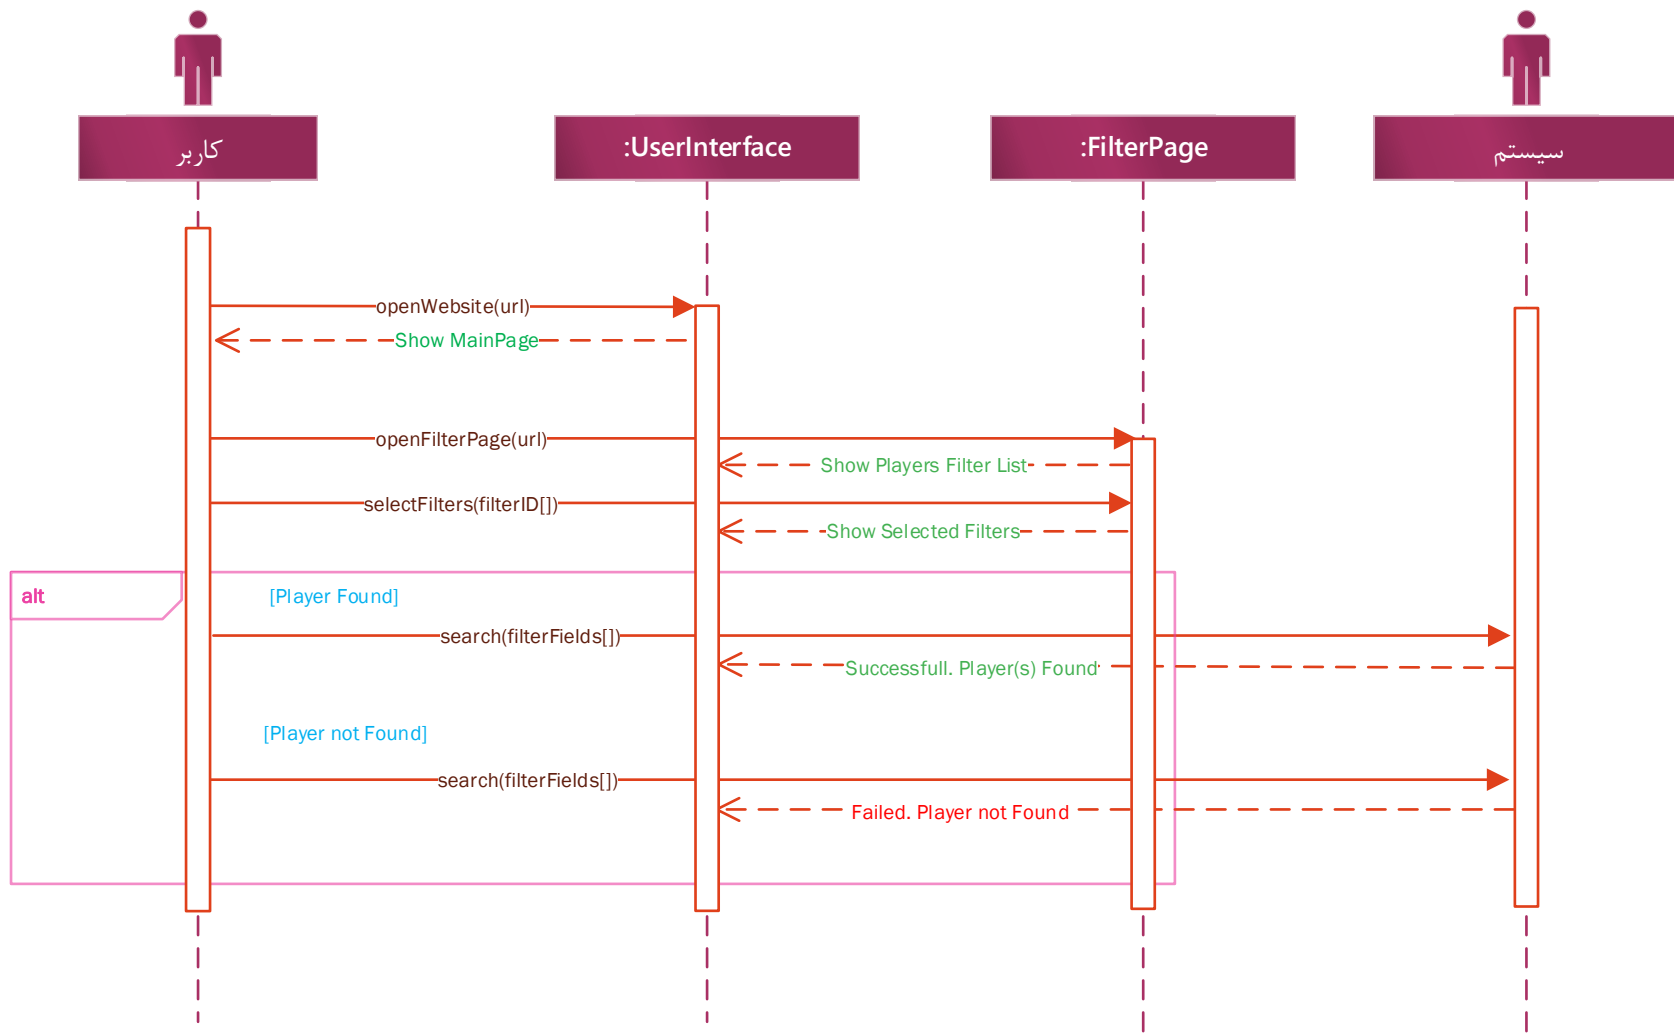 کاربر
:UserInterface
:FilterPage
سیستم
openWebsite(url)
Show MainPage
openFilterPage(url)
Show Players Filter List
selectFilters(filterID[])
Show Selected Filters
alt
[Player Found]
search(filterFields[])
Successfull. Player(s) Found
[Player not Found]
search(filterFields[])
Failed. Player not Found